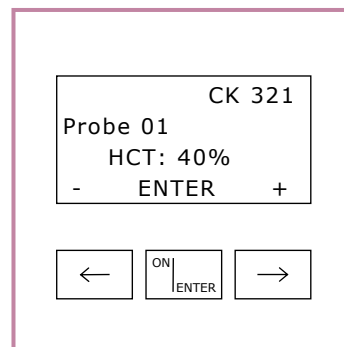 CK 321
Probe 01
HCT: 40%
- ENTER +
← ON ENTER →